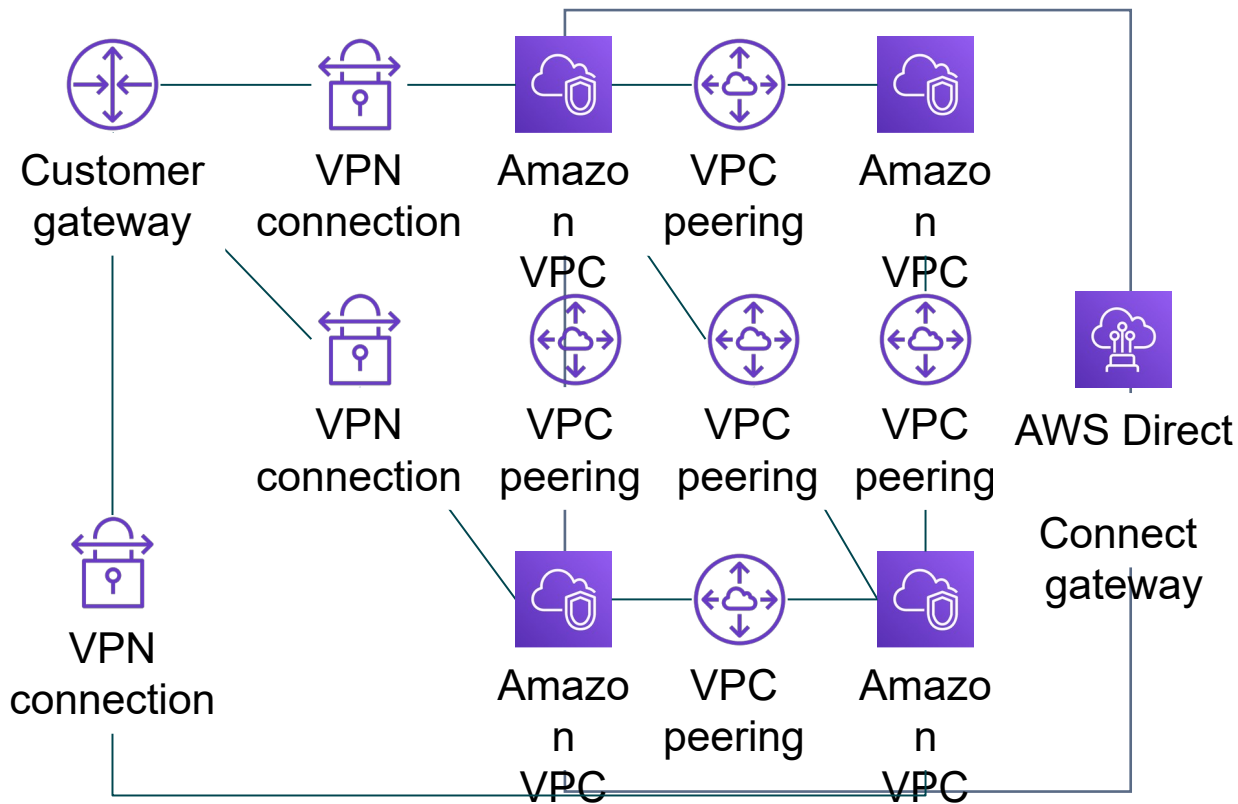 Customer
gateway
VPN
connection
Amazo
n
VPC
VPC
peering
Amazo
n
VPC
VPN
connection
VPC
peering
VPC
peering
VPC
peering
AWS Direct
Connect
gateway
VPN
connection
Amazo
n
VPC
VPC
peering
Amazo
n
VPC